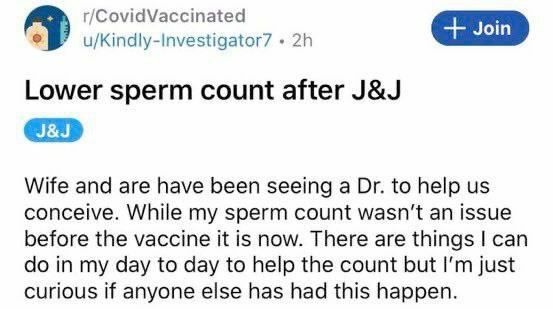 r/CovidVaccinated
u/Kindly-Investigator7 • 2h
Join
Lower sperm count after J&J
J&J
Wife and are have been seeing a Dr. to help us
conceive. While my sperm count wasn't an issue
before the vaccine it is now. There are things I can
do in my day to day to help the count but I'm just
curious if anyone else has had this happen.